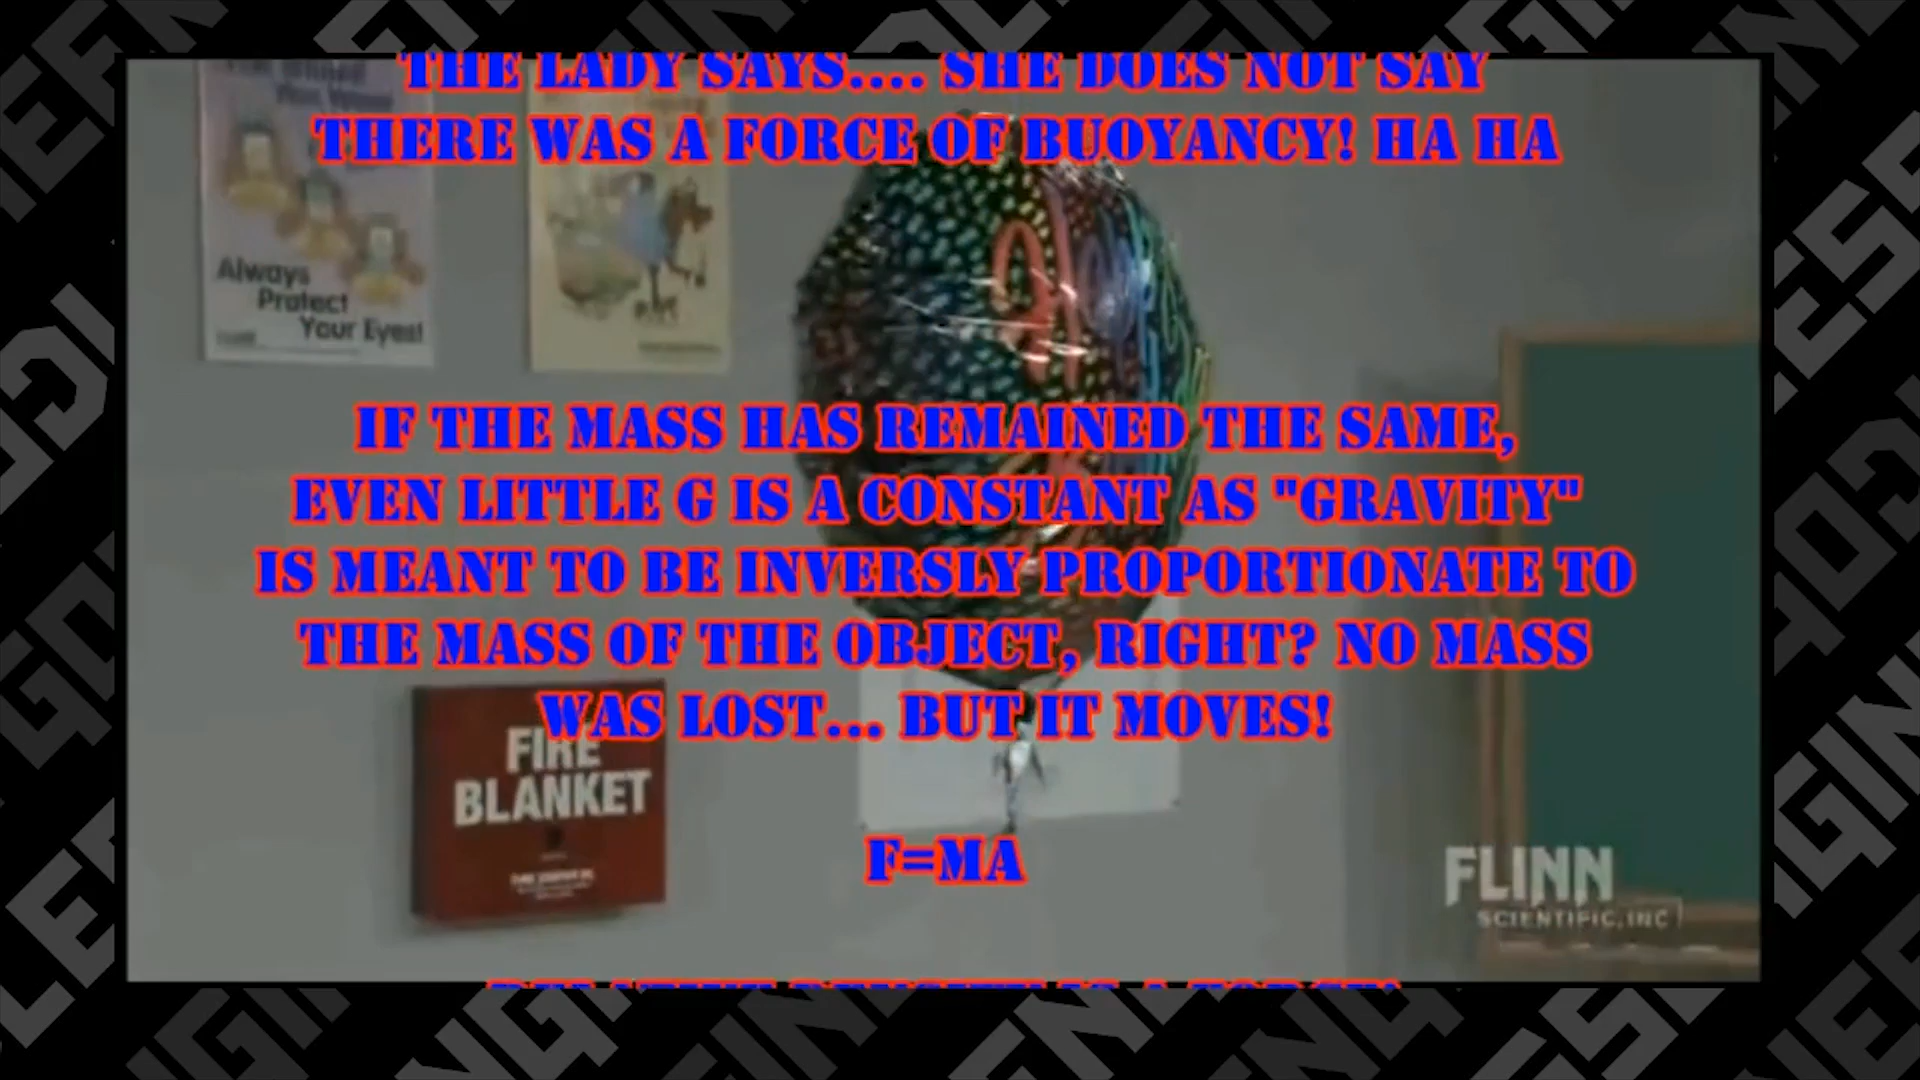 THE LADY SAYS.... SHE DOES NOT SAY
THERE WAS A FORCE OF BUOYANCY! HA HA
Always
Protect
Your Eyes!
IF THE MASS HAS REMAINED THE SAME,
EVEN LITTLE G IS A CONSTANT AS "GRAVITY"
IS MEANT TO BE INVERSLY PROPORTIONATE TO
THE MASS OF THE OBJECT, RIGHT? NO MASS
WAS LOST... BUT IT MOVES!
FIRE
BLANKET
F=MA
FLINN
SCIENTIFIC, INC